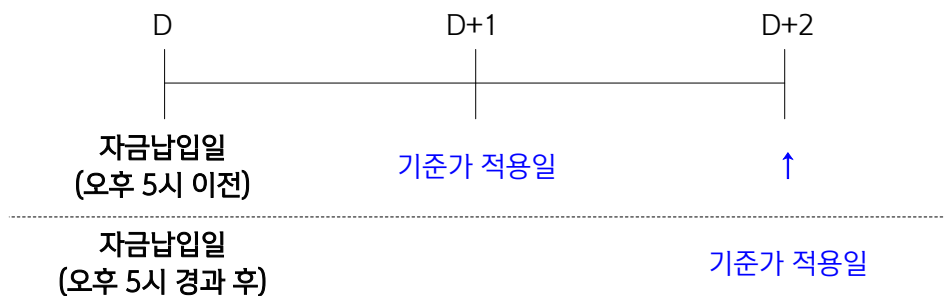 D D+1 D+2
자금납입일
(오후 5시 이전)
기준가 적용일
↑
자금납입일
(오후 5시 경과 후)
기준가 적용일